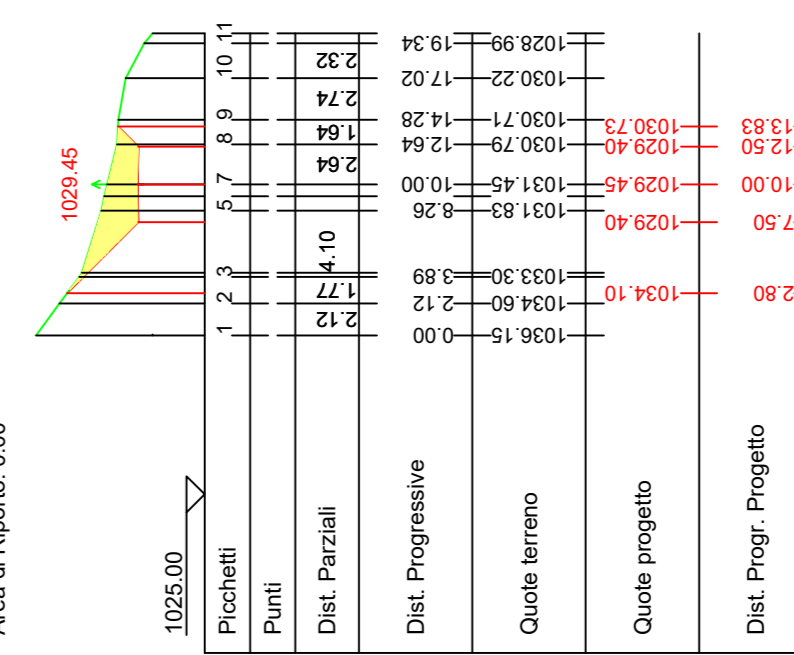 Area di Riporto: 0.00
1029.45
1025.00
Picchetti 1 2 3 5 7 8 9 10 11
Punti
Dist. Parziali 2.12 1.77 4.10 2.64 1.64 2.74 2.32
Dist. Progressive 0.00 2.12 3.89 8.26 10.00 12.64 14.28 17.02 19.34
Quote terreno 1036.15 1034.60 1033.30 1031.83 1031.45 1030.79 1030.71 1030.22 1028.99
Quote progetto 1034.10 1029.40 1029.45 1029.40 1030.73
Dist. Progr. Progetto 2.80 7.50 10.00 12.50 13.83